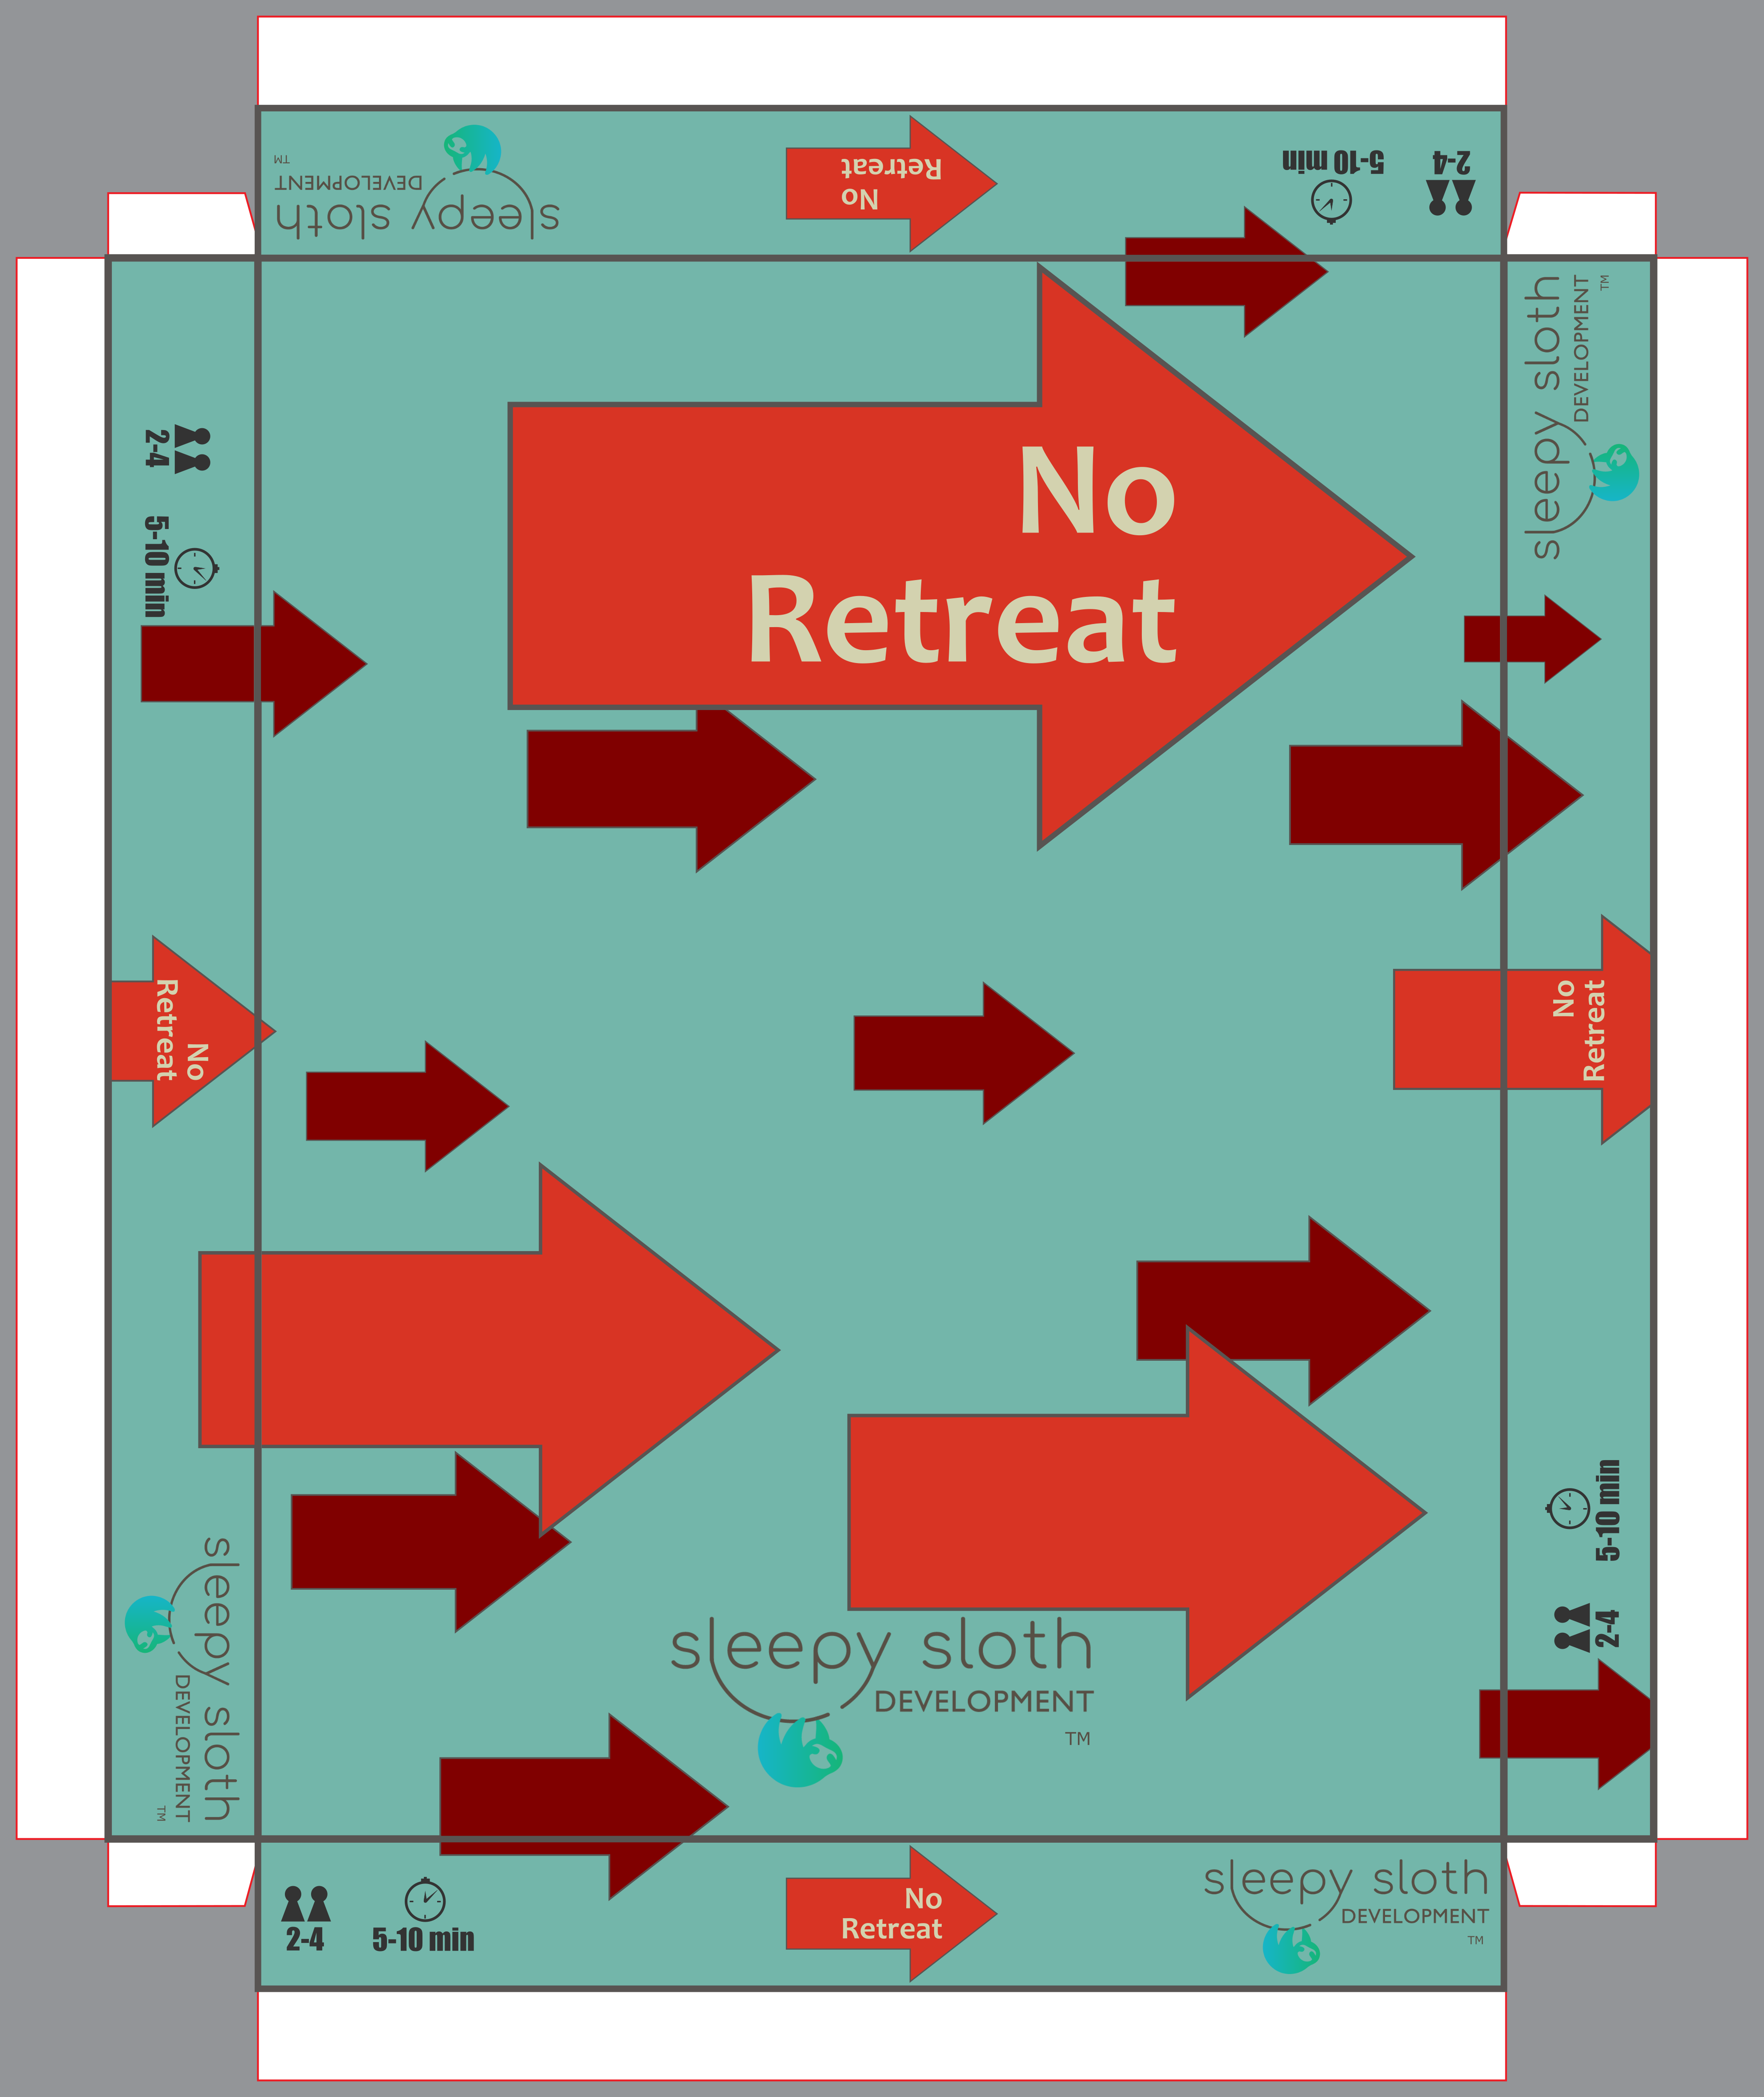 sleepy sloth
DEVELOPMENT
TM
No
Retreat
5-10 min
2-4
2-4
5-10 min
No
Retreat
sleepy sloth
DEVELOPMENT
TM
No
Retreat
sleepy sloth
DEVELOPMENT
TM
No
Retreat
5-10 min
2-4
sleepy sloth
DEVELOPMENT
TM
2-4
5-10 min
No
Retreat
sleepy sloth
DEVELOPMENT
TM